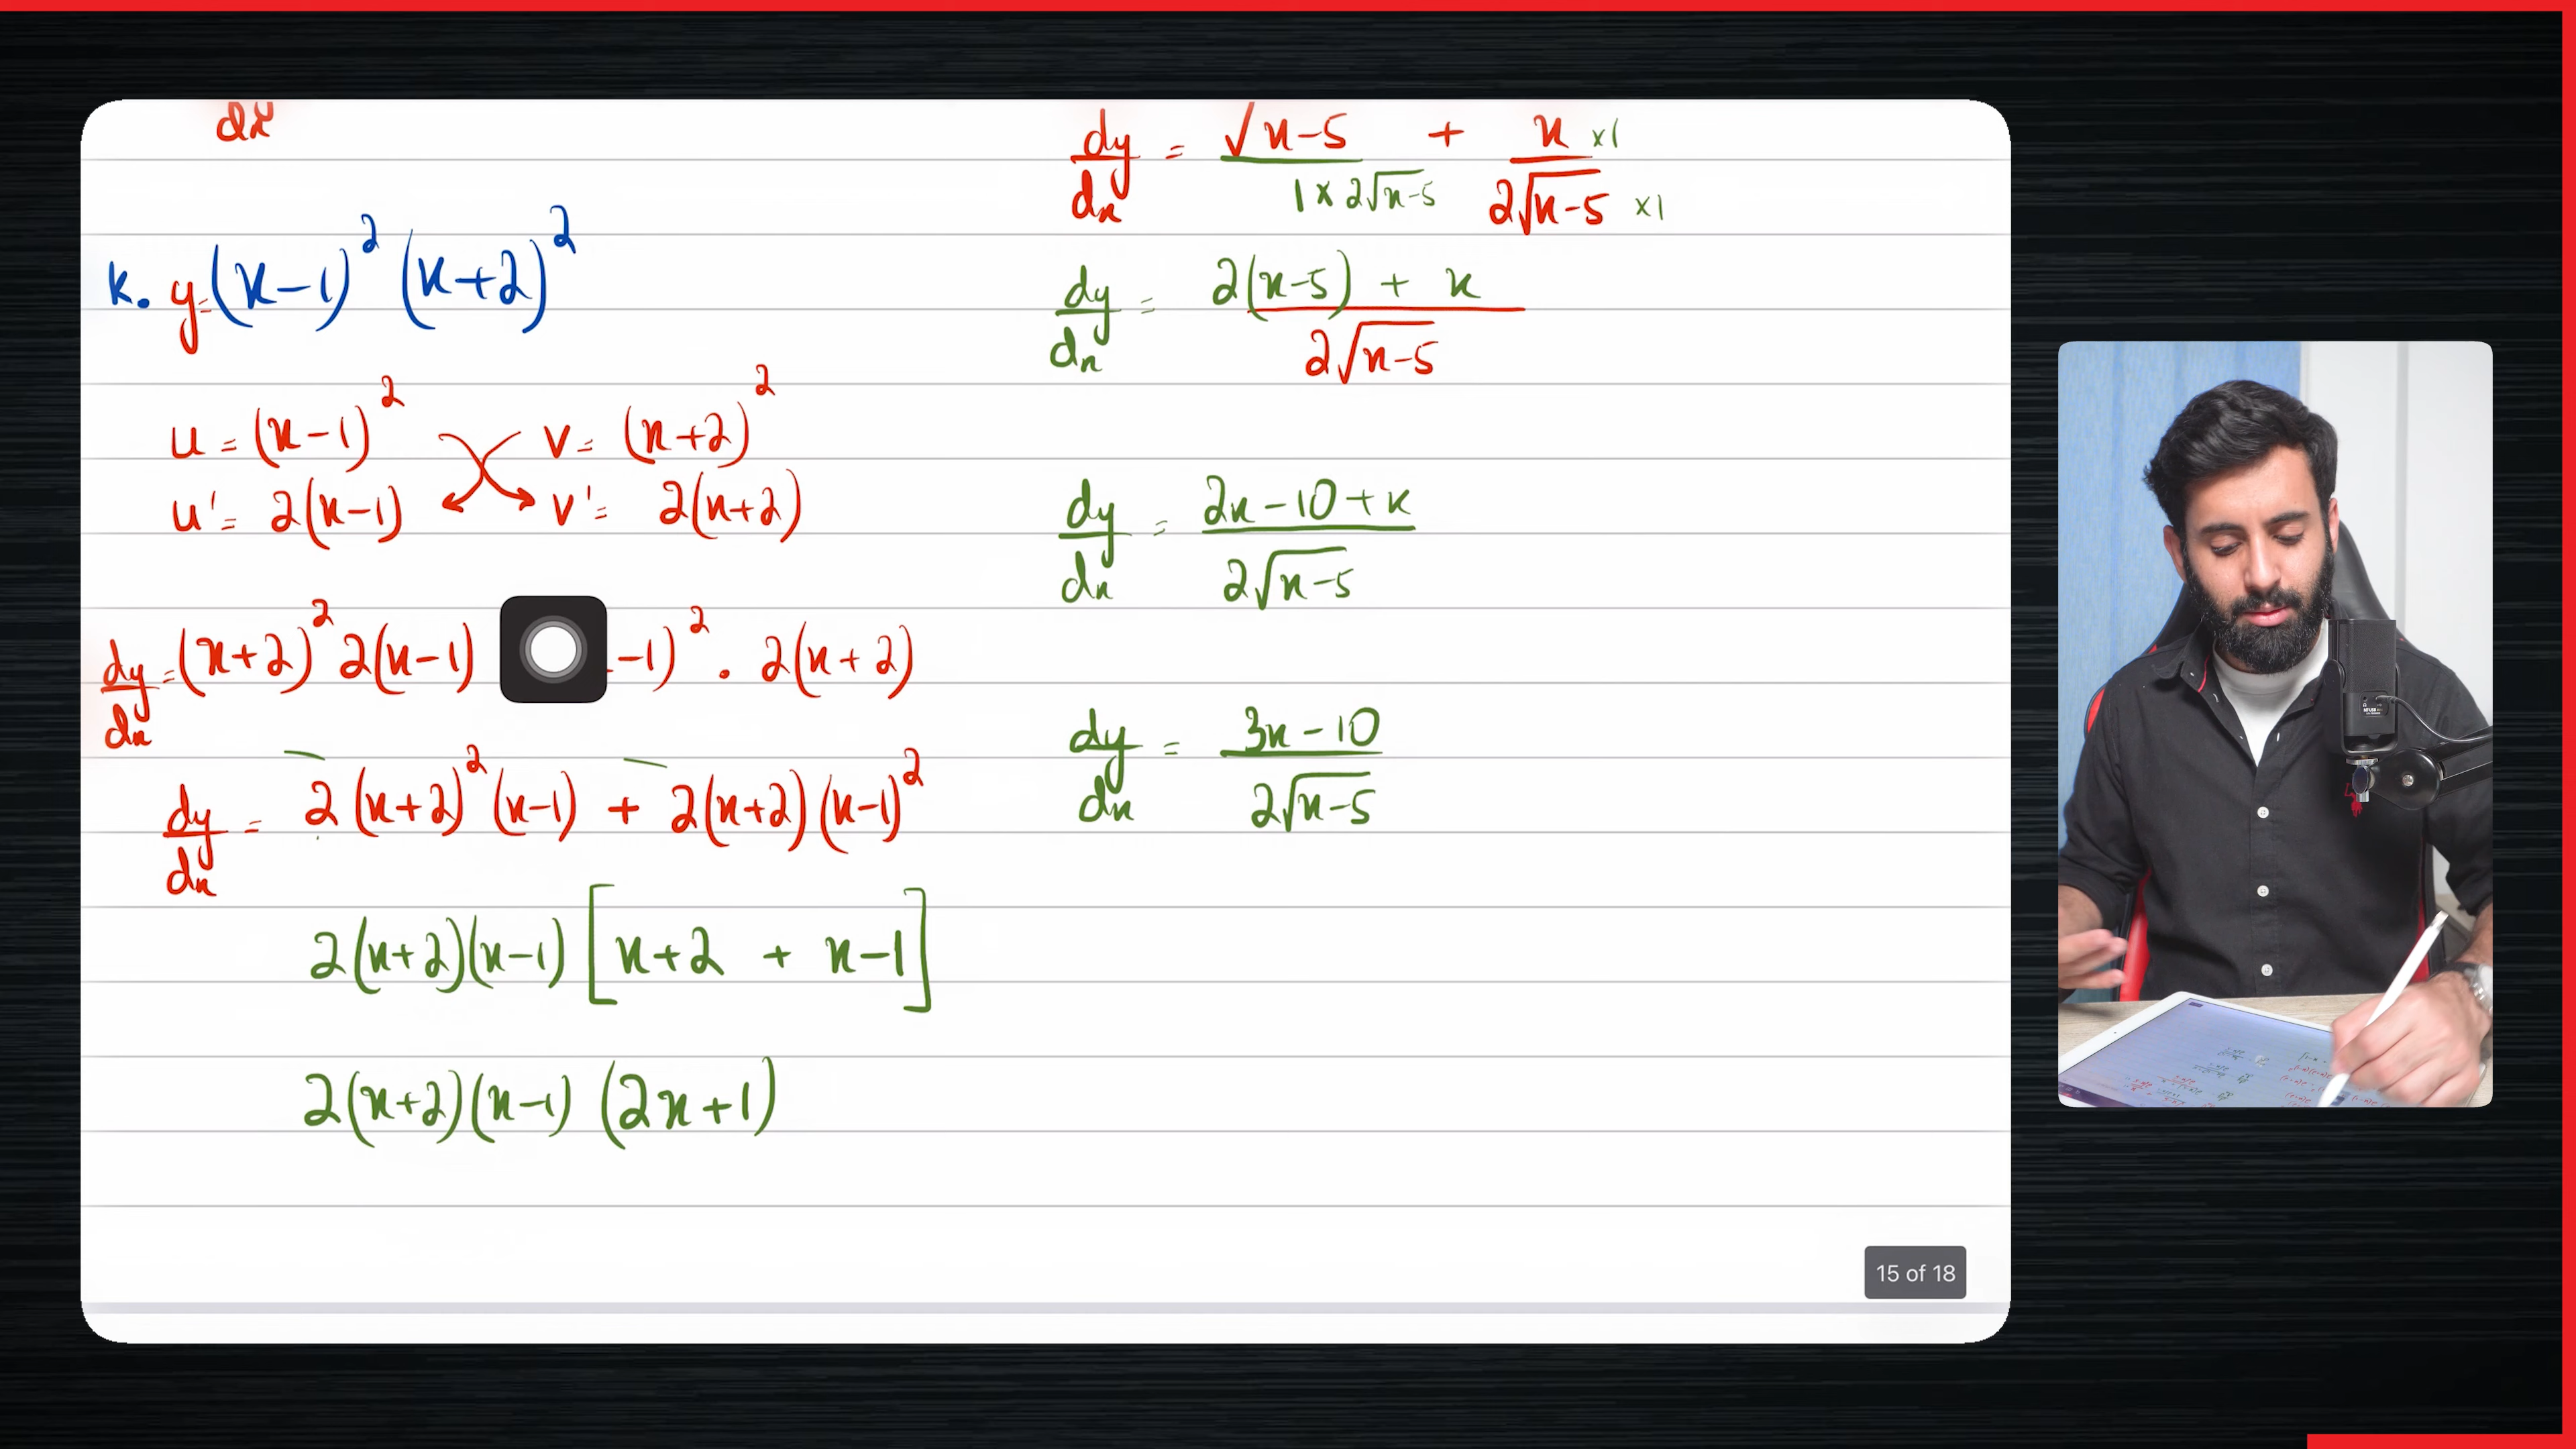 dx
k. y=(x-1)² (x+2)²
u = (x-1)² v = (x+2)²
u' = 2(x-1) v' = 2(x+2)
dy/dx = (x+2)² 2(x-1 -1)² . 2(x+2)
dy/dx = 2(x+2)²(x-1) + 2(x+2)(x-1)²
2(x+2)(x-1)[x+2 + x-1]
2(x+2)(x-1)(2x+1)
dy/dx = √x-5 / 1×2√x-5 + x ×1 / 2√x-5 ×1
dy/dx = 2(x-5) + x / 2√x-5
dy/dx = 2x-10+x / 2√x-5
dy/dx = 3x-10 / 2√x-5
15 of 18